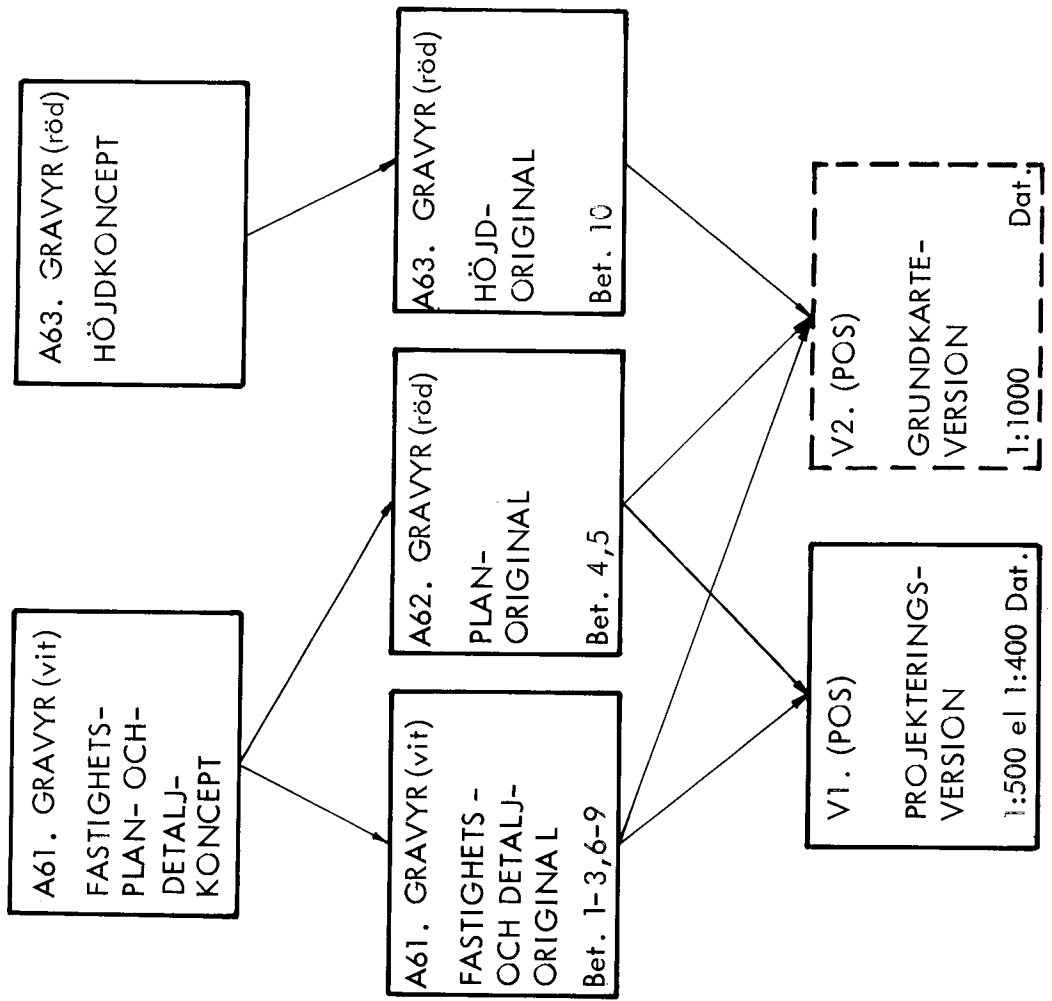 A61. GRAVYR (vit)
FASTIGHETS-
PLAN- OCH-
DETALJ-
KONCEPT
A63. GRAVYR (röd)
HÖJDKONCEPT
A61. GRAVYR (vit)
FASTIGHETS-
OCH DETALJ-
ORIGINAL
Bet. 1-3,6-9
A62. GRAVYR (röd)
PLAN-
ORIGINAL
Bet. 4,5
A63. GRAVYR (röd)
HÖJD-
ORIGINAL
Bet. 10
V1. (POS)
PROJEKTERINGS-
VERSION
1:500 el 1:400 Dat.
V2. (POS)
GRUNDKARTE-
VERSION
1:1000 Dat.